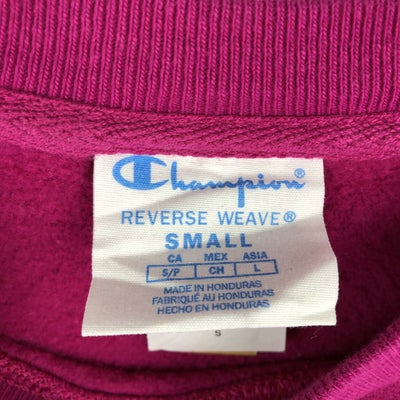 Champion®
REVERSE WEAVE®
SMALL
CA MEX ASIA
S/P CH L
MADE IN HONDURAS
FABRIQUÉ AU HONDURAS
HECHO EN HONDURAS
S